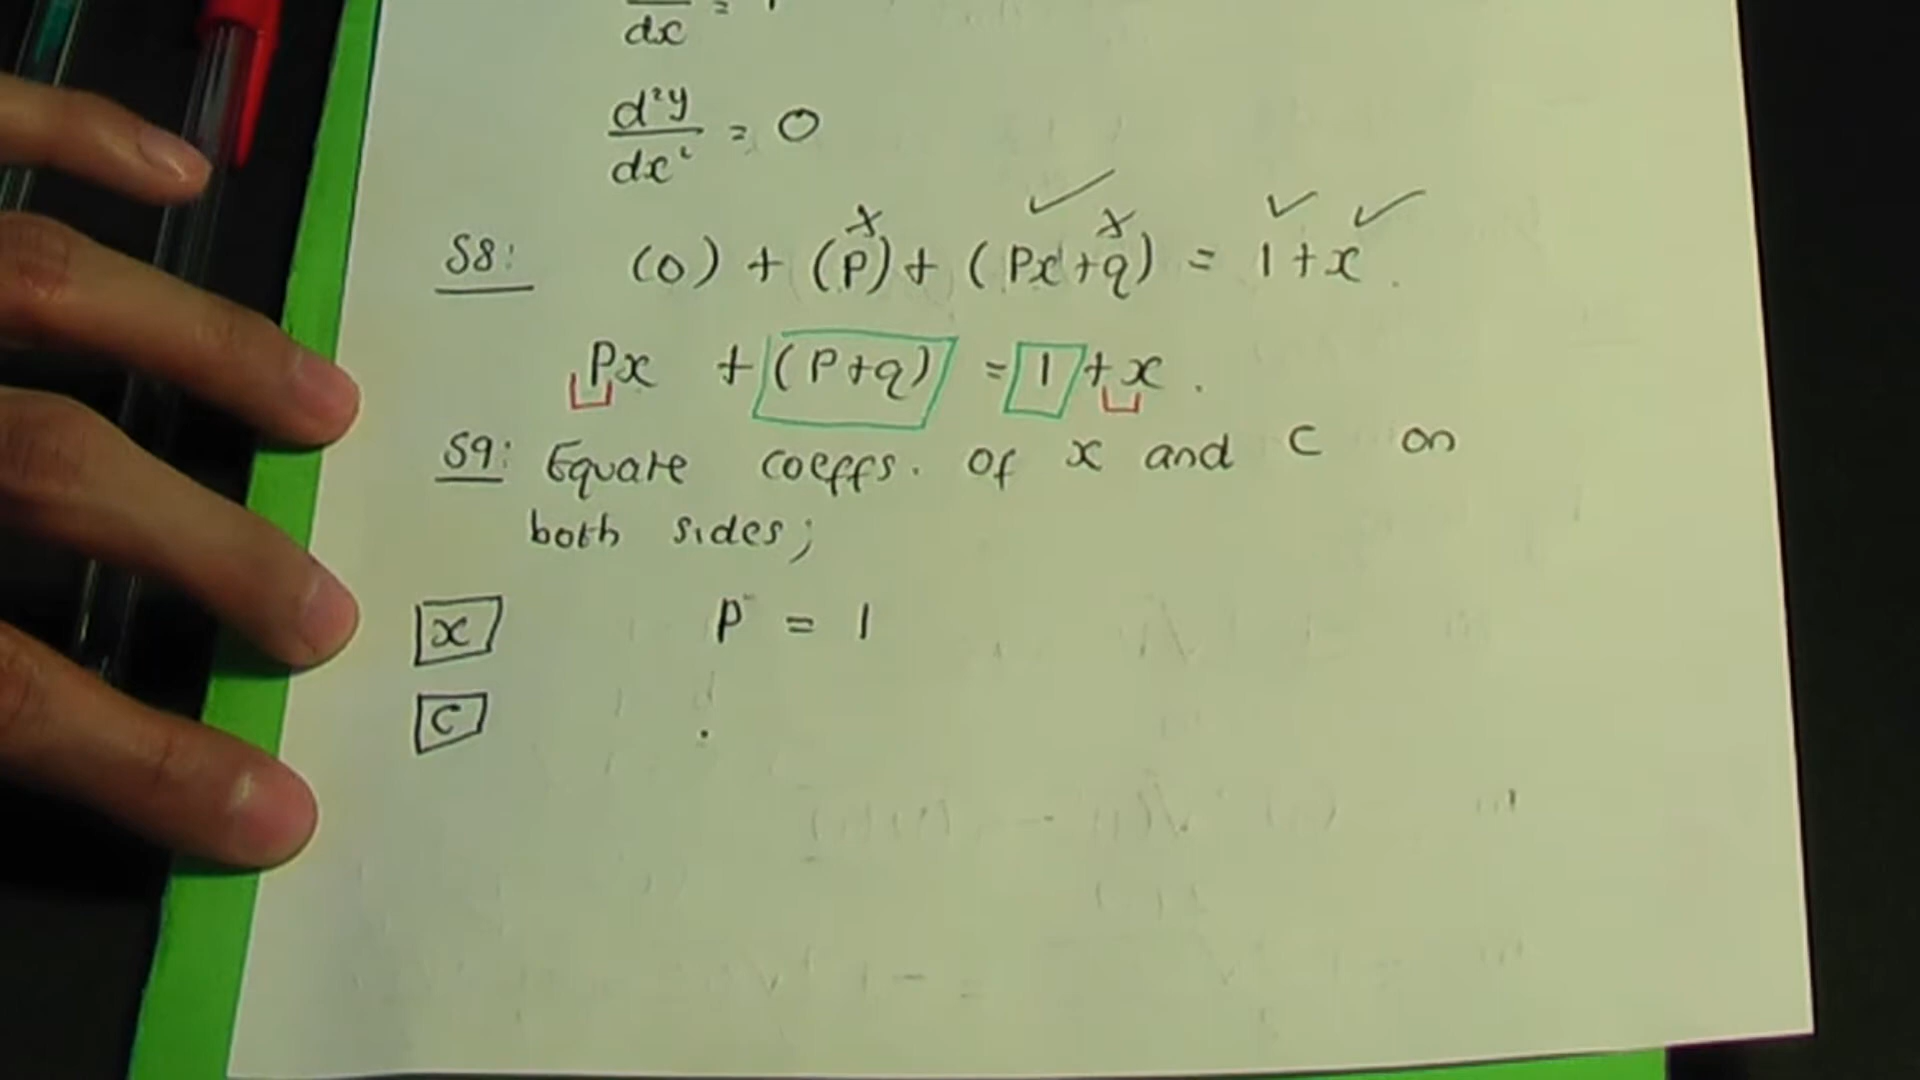 dx =
d²y
dx² = 0
S8: (0) + (P) + (Px+q) = 1+x.
Px + (P+q) = 1 + x.
S9: Equate coeffs. of x and C on
both sides;
x P = 1
C